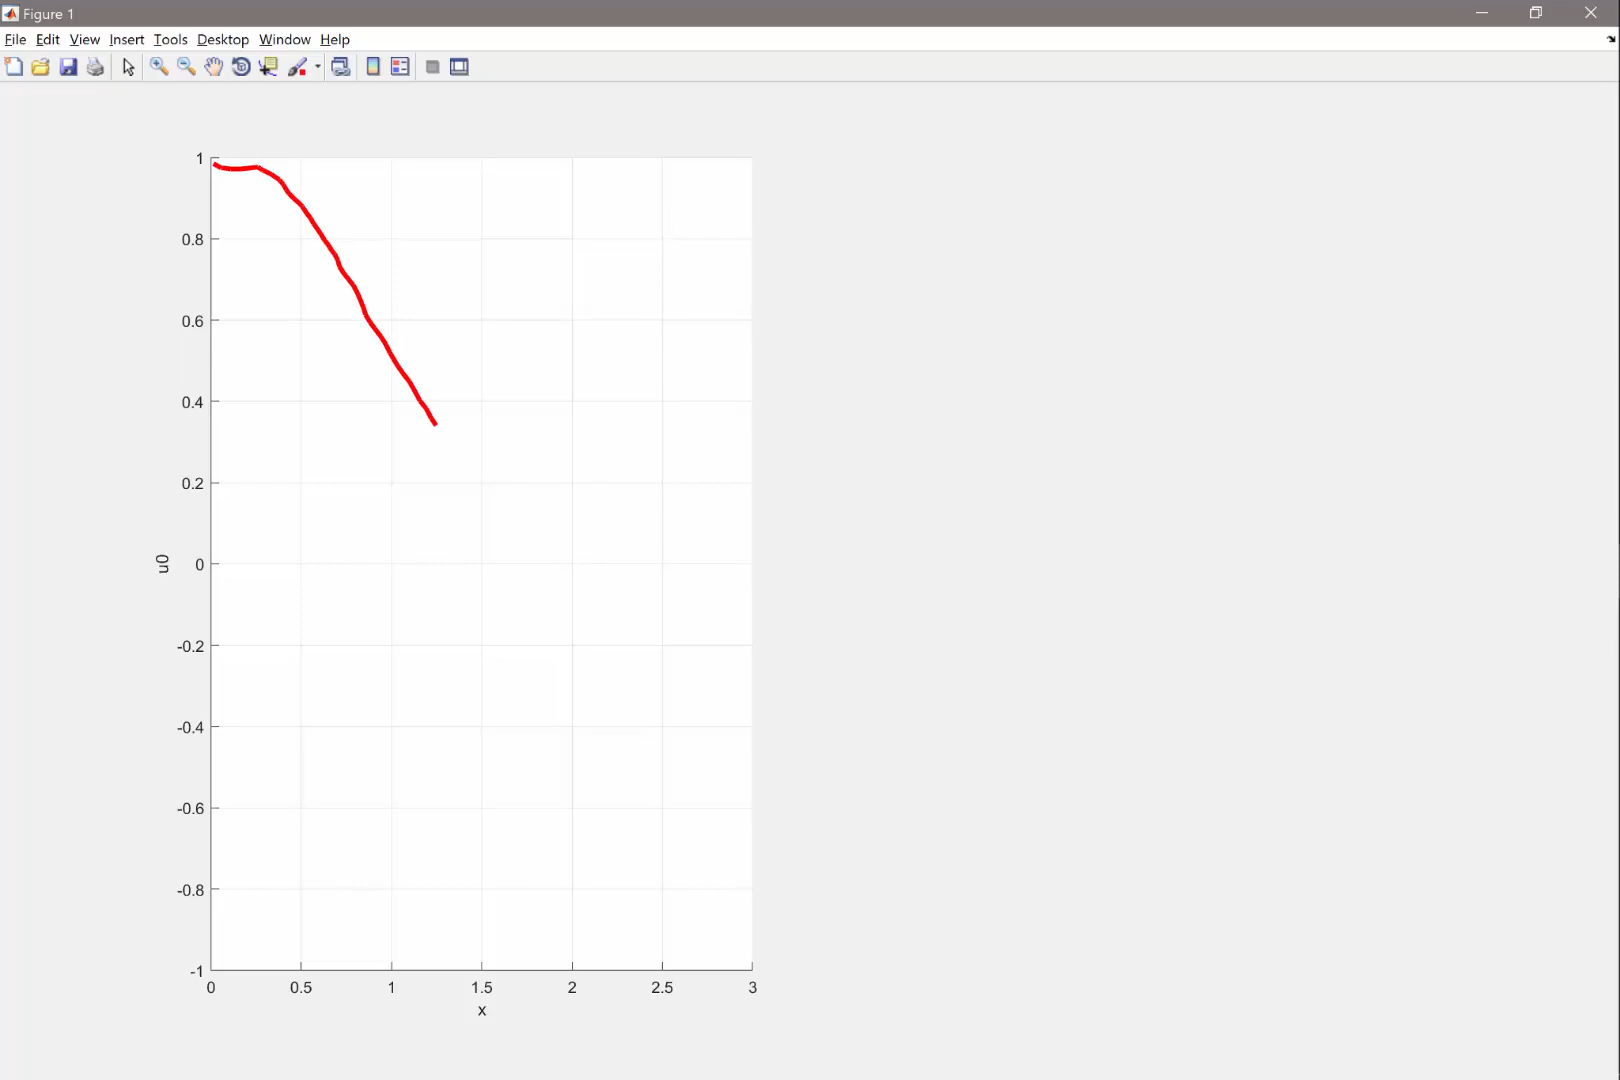 Figure 1
File Edit View Insert Tools Desktop Window Help
1
0.8
0.6
0.4
0.2
0
-0.2
-0.4
-0.6
-0.8
-1
u0
0 0.5 1 1.5 2 2.5 3
x